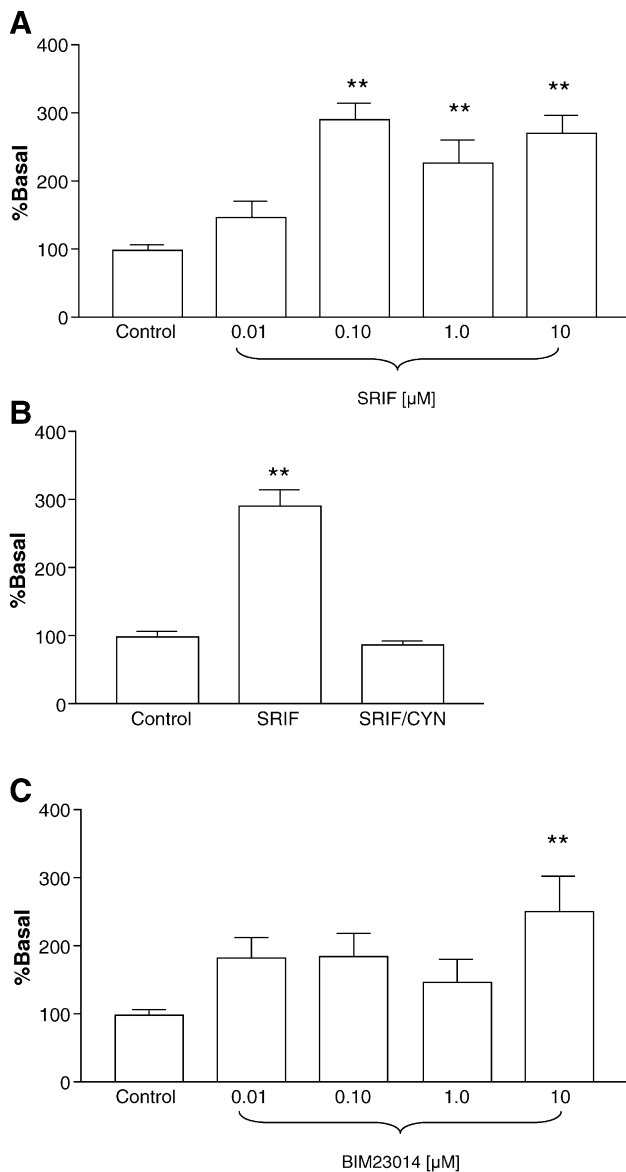 A
400
300
200
100
0
%Basal
**
**
**
Control 0.01 0.10 1.0 10
SRIF [µM]
B
400
300
200
100
0
%Basal
**
Control SRIF SRIF/CYN
C
400
300
200
100
0
%Basal
**
Control 0.01 0.10 1.0 10
BIM23014 [µM]